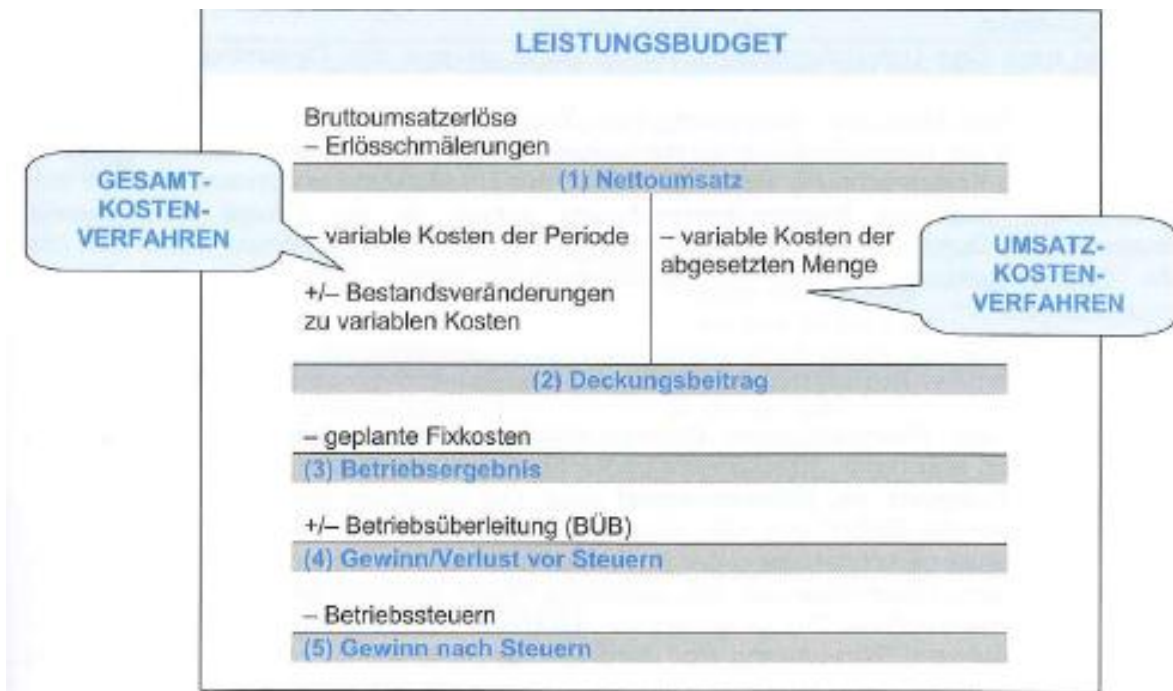 LEISTUNGSBUDGET
Bruttoumsatzerlöse
– Erlösschmälerungen
(1) Nettoumsatz
GESAMT-
KOSTEN-
VERFAHREN
– variable Kosten der Periode
+/– Bestandsveränderungen
zu variablen Kosten
– variable Kosten der
abgesetzten Menge
UMSATZ-
KOSTEN-
VERFAHREN
(2) Deckungsbeitrag
– geplante Fixkosten
(3) Betriebsergebnis
+/– Betriebsüberleitung (BÜB)
(4) Gewinn/Verlust vor Steuern
– Betriebssteuern
(5) Gewinn nach Steuern